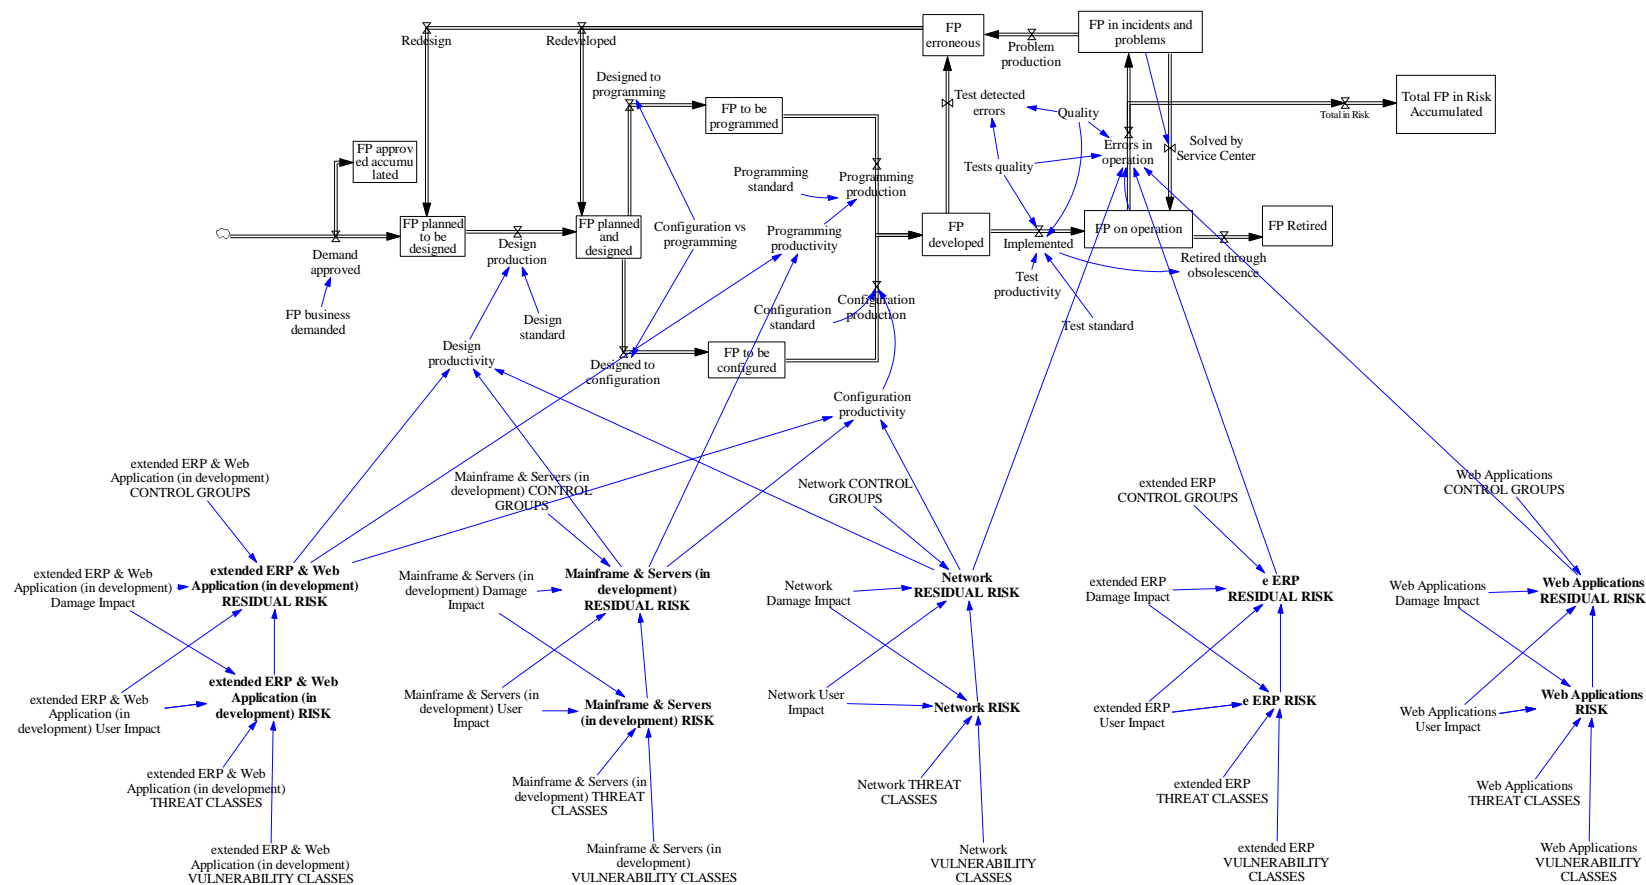 FP
erroneous
FP in incidents and
problems
Redesign
Redeveloped
Problem
production
Designed to
programming
FP to be
programmed
Test detected
errors
Quality
Total FP in Risk
Accumulated
Total in Risk
FP approv
ed accumu
lated
Errors in
operation
Solved by
Service Center
Programming
standard
Programming
production
Tests quality
FP planned
to be
designed
FP planned
and
designed
Configuration vs
programming
Programming
productivity
FP
developed
FP on operation
FP Retired
Demand
approved
Design
production
Implemented
Retired through
obsolescence
Test
productivity
FP business
demanded
Design
standard
Configuration
standard
Configuration
production
Test standard
Design
productivity
Designed to
configuration
FP to be
configured
Configuration
productivity
extended ERP & Web
Application (in development)
CONTROL GROUPS
Mainframe & Servers (in
development) CONTROL
GROUPS
Network CONTROL
GROUPS
extended ERP
CONTROL GROUPS
Web Applications
CONTROL GROUPS
extended ERP & Web
Application (in development)
Damage Impact
extended ERP & Web
Application (in development)
RESIDUAL RISK
Mainframe & Servers (in
development) Damage
Impact
Mainframe & Servers (in
development)
RESIDUAL RISK
Network
Damage Impact
Network
RESIDUAL RISK
extended ERP
Damage Impact
e ERP
RESIDUAL RISK
Web Applications
Damage Impact
Web Applications
RESIDUAL RISK
extended ERP & Web
Application (in
development) User Impact
extended ERP & Web
Application (in
development) RISK
Mainframe & Servers (in
development) User
Impact
Mainframe & Servers
(in development) RISK
Network User
Impact
Network RISK
extended ERP
User Impact
e ERP RISK
Web Applications
User Impact
Web Applications
RISK
extended ERP & Web
Application (in development)
THREAT CLASSES
Mainframe & Servers (in
development) THREAT
CLASSES
Network THREAT
CLASSES
extended ERP
THREAT CLASSES
Web Applications
THREAT CLASSES
extended ERP & Web
Application (in development)
VULNERABILITY CLASSES
Mainframe & Servers (in
development)
VULNERABILITY CLASSES
Network
VULNERABILITY
CLASSES
extended ERP
VULNERABILITY
CLASSES
Web Applications
VULNERABILITY
CLASSES